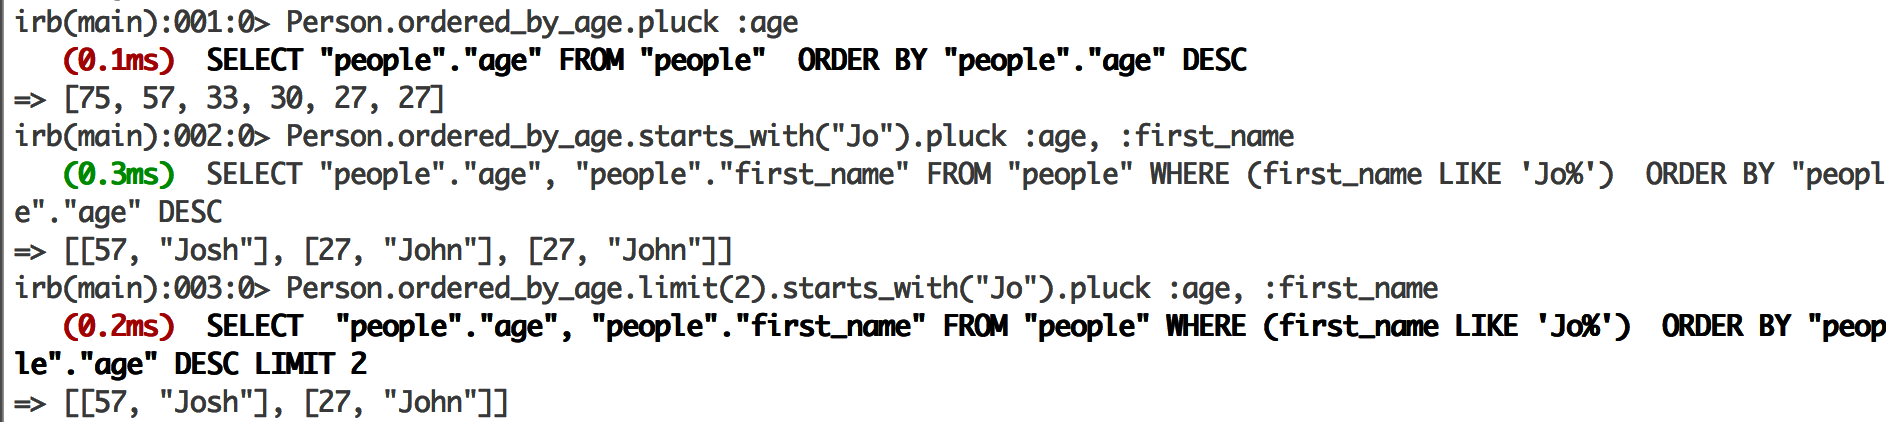 irb(main):001:0> Person.ordered_by_age.pluck :age
   (0.1ms)  SELECT "people"."age" FROM "people"  ORDER BY "people"."age" DESC
=> [75, 57, 33, 30, 27, 27]
irb(main):002:0> Person.ordered_by_age.starts_with("Jo").pluck :age, :first_name
   (0.3ms)  SELECT "people"."age", "people"."first_name" FROM "people" WHERE (first_name LIKE 'Jo%')  ORDER BY "peopl
e"."age" DESC
=> [[57, "Josh"], [27, "John"], [27, "John"]]
irb(main):003:0> Person.ordered_by_age.limit(2).starts_with("Jo").pluck :age, :first_name
   (0.2ms)  SELECT  "people"."age", "people"."first_name" FROM "people" WHERE (first_name LIKE 'Jo%')  ORDER BY "peop
le"."age" DESC LIMIT 2
=> [[57, "Josh"], [27, "John"]]